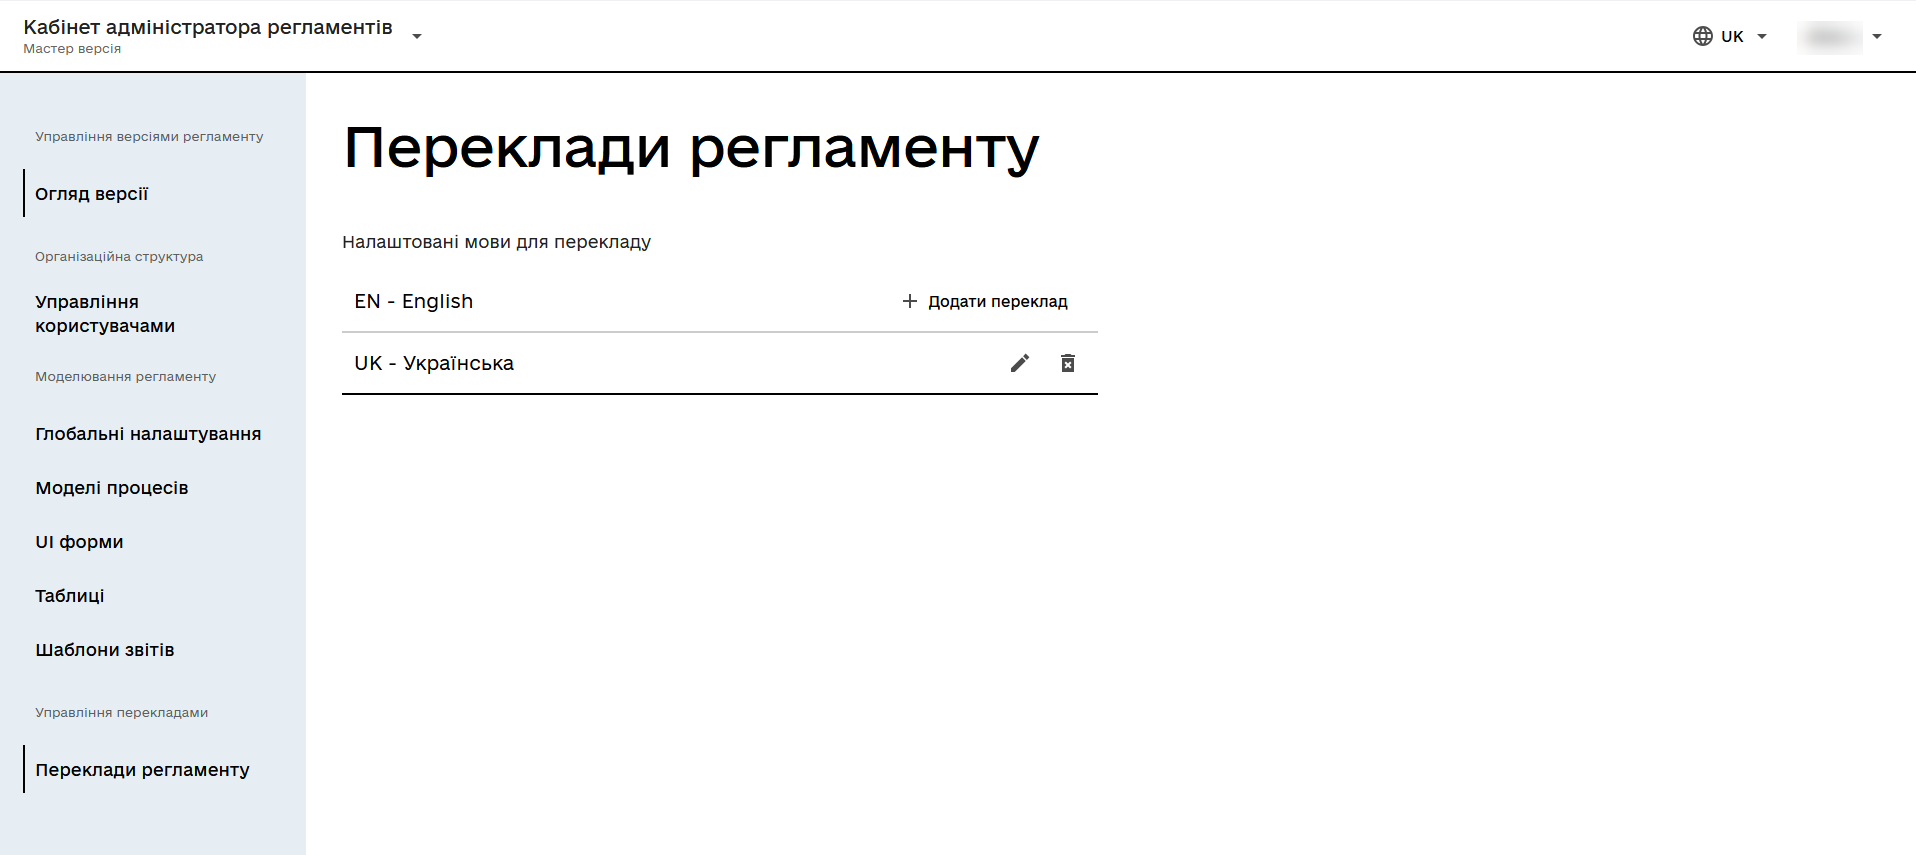 Кабінет адміністратора регламентів
Мастер версія
UK
Управління версіями регламенту
Огляд версії
Організаційна структура
Управління
користувачами
Моделювання регламенту
Глобальні налаштування
Моделі процесів
UI форми
Таблиці
Шаблони звітів
Управління перекладами
Переклади регламенту
Переклади регламенту
Налаштовані мови для перекладу
EN - English
Додати переклад
UK - Українська